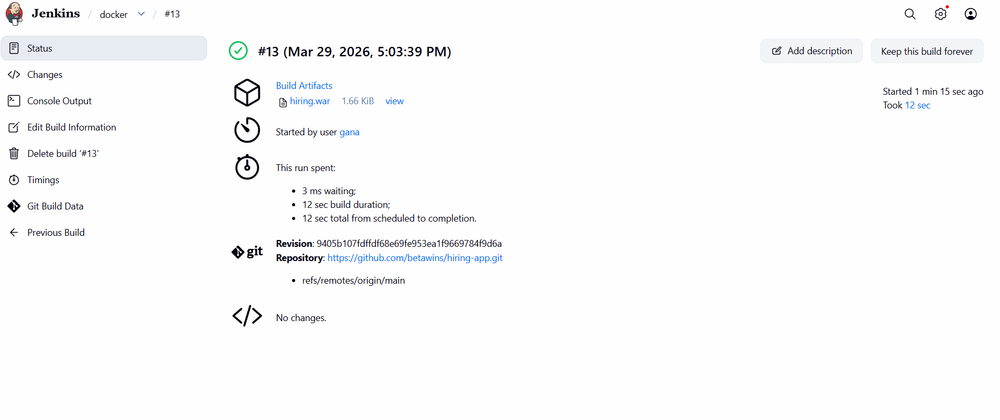 Jenkins / docker / #13
Status
Changes
Console Output
Edit Build Information
Delete build ‘#13’
Timings
Git Build Data
Previous Build
#13 (Mar 29, 2026, 5:03:39 PM)
Add description
Keep this build forever
Build Artifacts
hiring.war 1.66 KiB view
Started 1 min 15 sec ago
Took 12 sec
Started by user gana
This run spent:
• 3 ms waiting;
• 12 sec build duration;
• 12 sec total from scheduled to completion.
git
Revision: 9405b107fdffdf68e69fe953ea1f9669784f9d6a
Repository: https://github.com/betawins/hiring-app.git
• refs/remotes/origin/main
No changes.